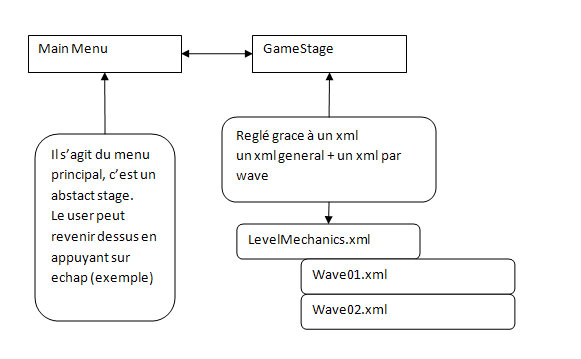 Main Menu
GameStage
Il s'agit du menu
principal, c'est un
abstact stage.
Le user peut
revenir dessus en
appuyant sur
echap (exemple)
Reglé grace à un xml
un xml general + un xml par
wave
LevelMechanics.xml
Wave01.xml
Wave02.xml